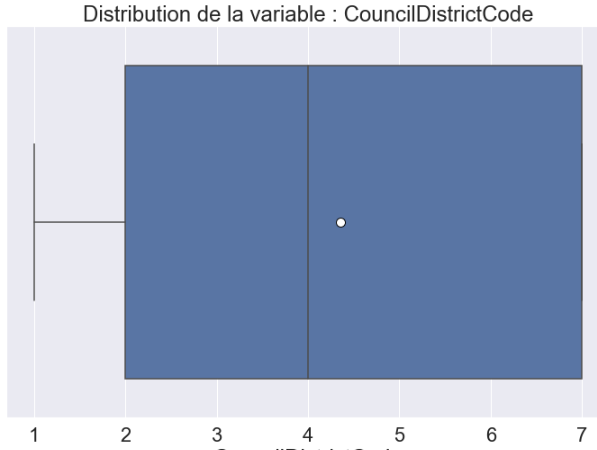 Distribution de la variable : CouncilDistrictCode
1 2 3 4 5 6 7